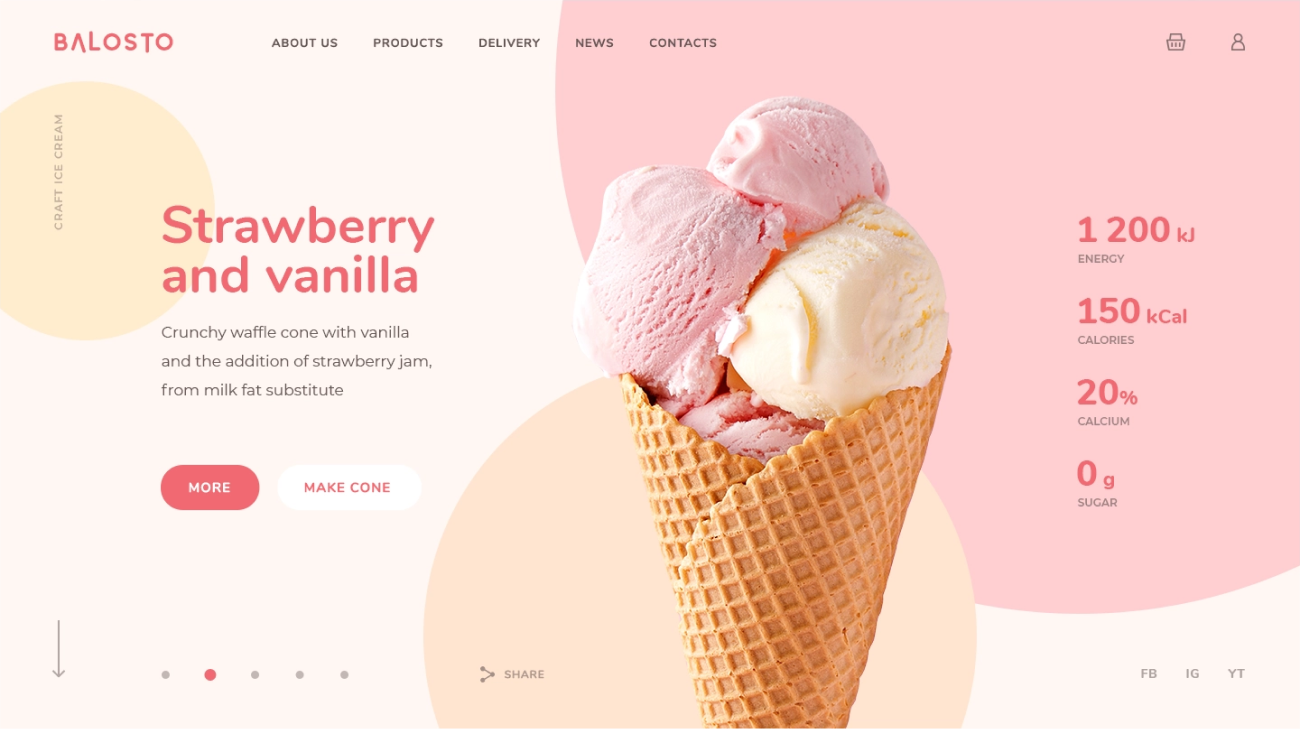 BALOSTO
ABOUT US
PRODUCTS
DELIVERY
NEWS
CONTACTS
CRAFT ICE CREAM
Strawberry
and vanilla
Crunchy waffle cone with vanilla
and the addition of strawberry jam,
from milk fat substitute
MORE
MAKE CONE
1 200 kJ
ENERGY
150 kCal
CALORIES
20%
CALCIUM
0 g
SUGAR
SHARE
FB
IG
YT